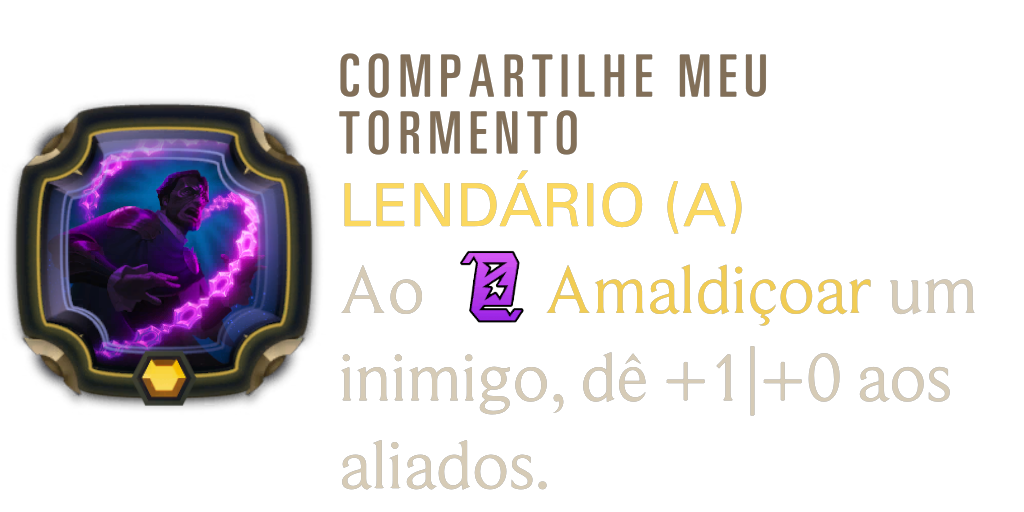 COMPARTILHE MEU
TORMENTO
LENDÁRIO (A)
Ao Amaldiçoar um
inimigo, dê +1|+0 aos
aliados.